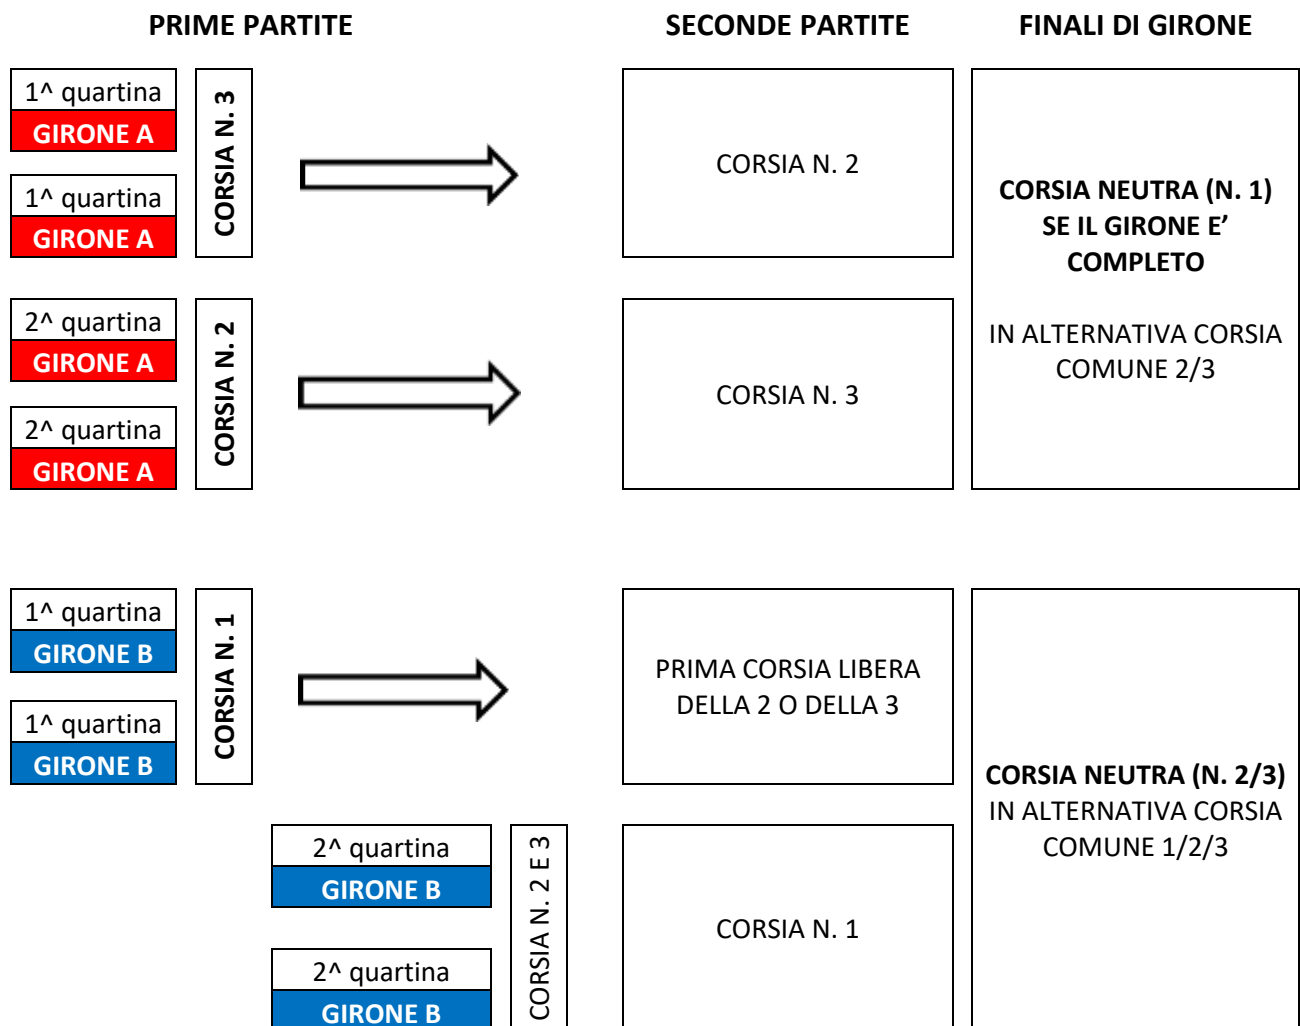 PRIME PARTITE
SECONDE PARTITE
FINALI DI GIRONE
1^ quartina
GIRONE A
1^ quartina
GIRONE A
CORSIA N. 3
CORSIA N. 2
2^ quartina
GIRONE A
2^ quartina
GIRONE A
CORSIA N. 2
CORSIA N. 3
CORSIA NEUTRA (N. 1)
SE IL GIRONE E’
COMPLETO
IN ALTERNATIVA CORSIA
COMUNE 2/3
1^ quartina
GIRONE B
1^ quartina
GIRONE B
CORSIA N. 1
PRIMA CORSIA LIBERA
DELLA 2 O DELLA 3
2^ quartina
GIRONE B
2^ quartina
GIRONE B
CORSIA N. 2 E 3
CORSIA N. 1
CORSIA NEUTRA (N. 2/3)
IN ALTERNATIVA CORSIA
COMUNE 1/2/3